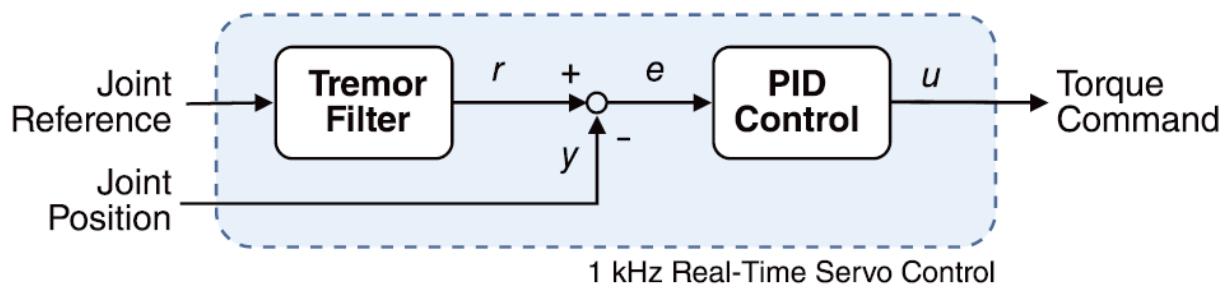 Joint
Reference
Tremor
Filter
r
+
e
PID
Control
u
Torque
Command
y
–
Joint
Position
1 kHz Real-Time Servo Control